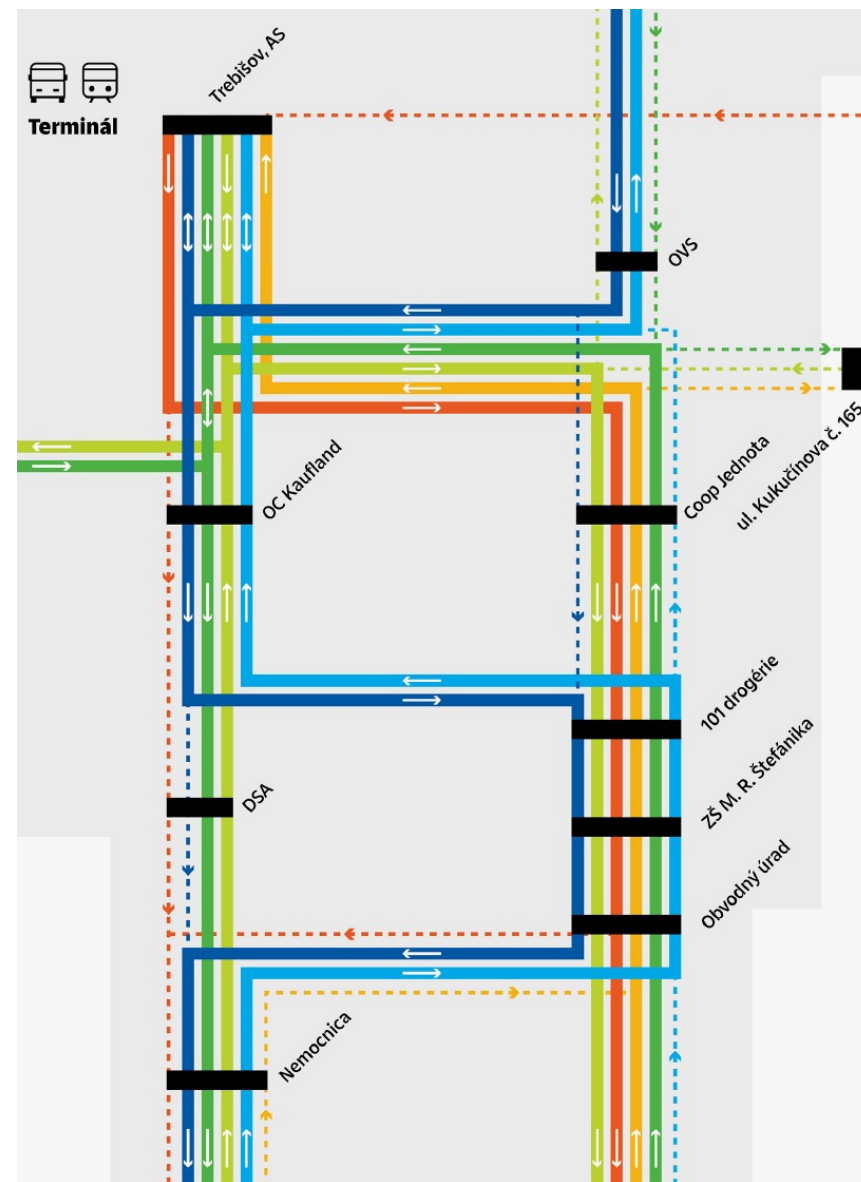 Trebišov, AS
Terminál
OVS
OC Kaufland
Coop Jednota
ul. Kukučínova č. 165
101 drogérie
ZŠ M. R. Štefánika
DSA
Obvodný úrad
Nemocnica